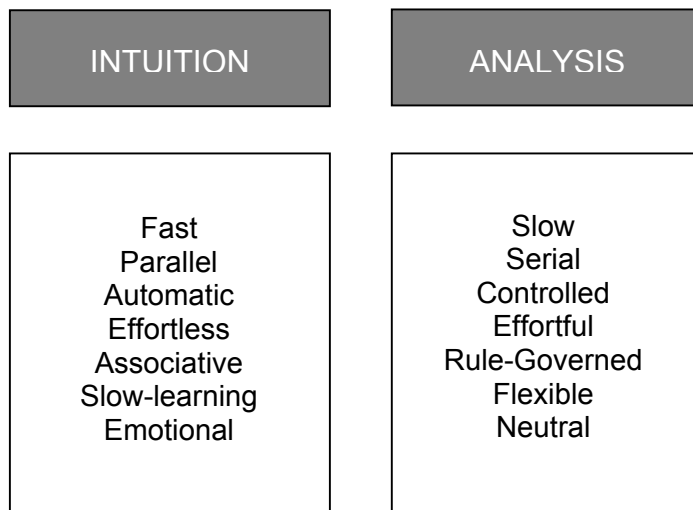 INTUITION
Fast
Parallel
Automatic
Effortless
Associative
Slow-learning
Emotional
ANALYSIS
Slow
Serial
Controlled
Effortful
Rule-Governed
Flexible
Neutral